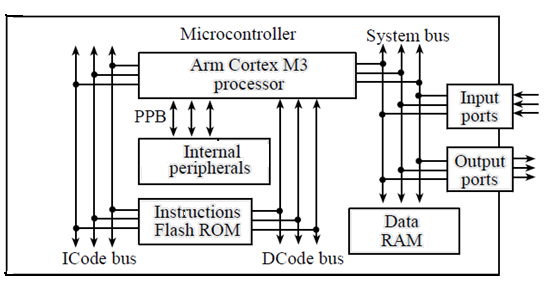 Microcontroller
System bus
Arm Cortex M3
processor
Input
ports
PPB
Internal
peripherals
Output
ports
Instructions
Flash ROM
Data
RAM
ICode bus
DCode bus